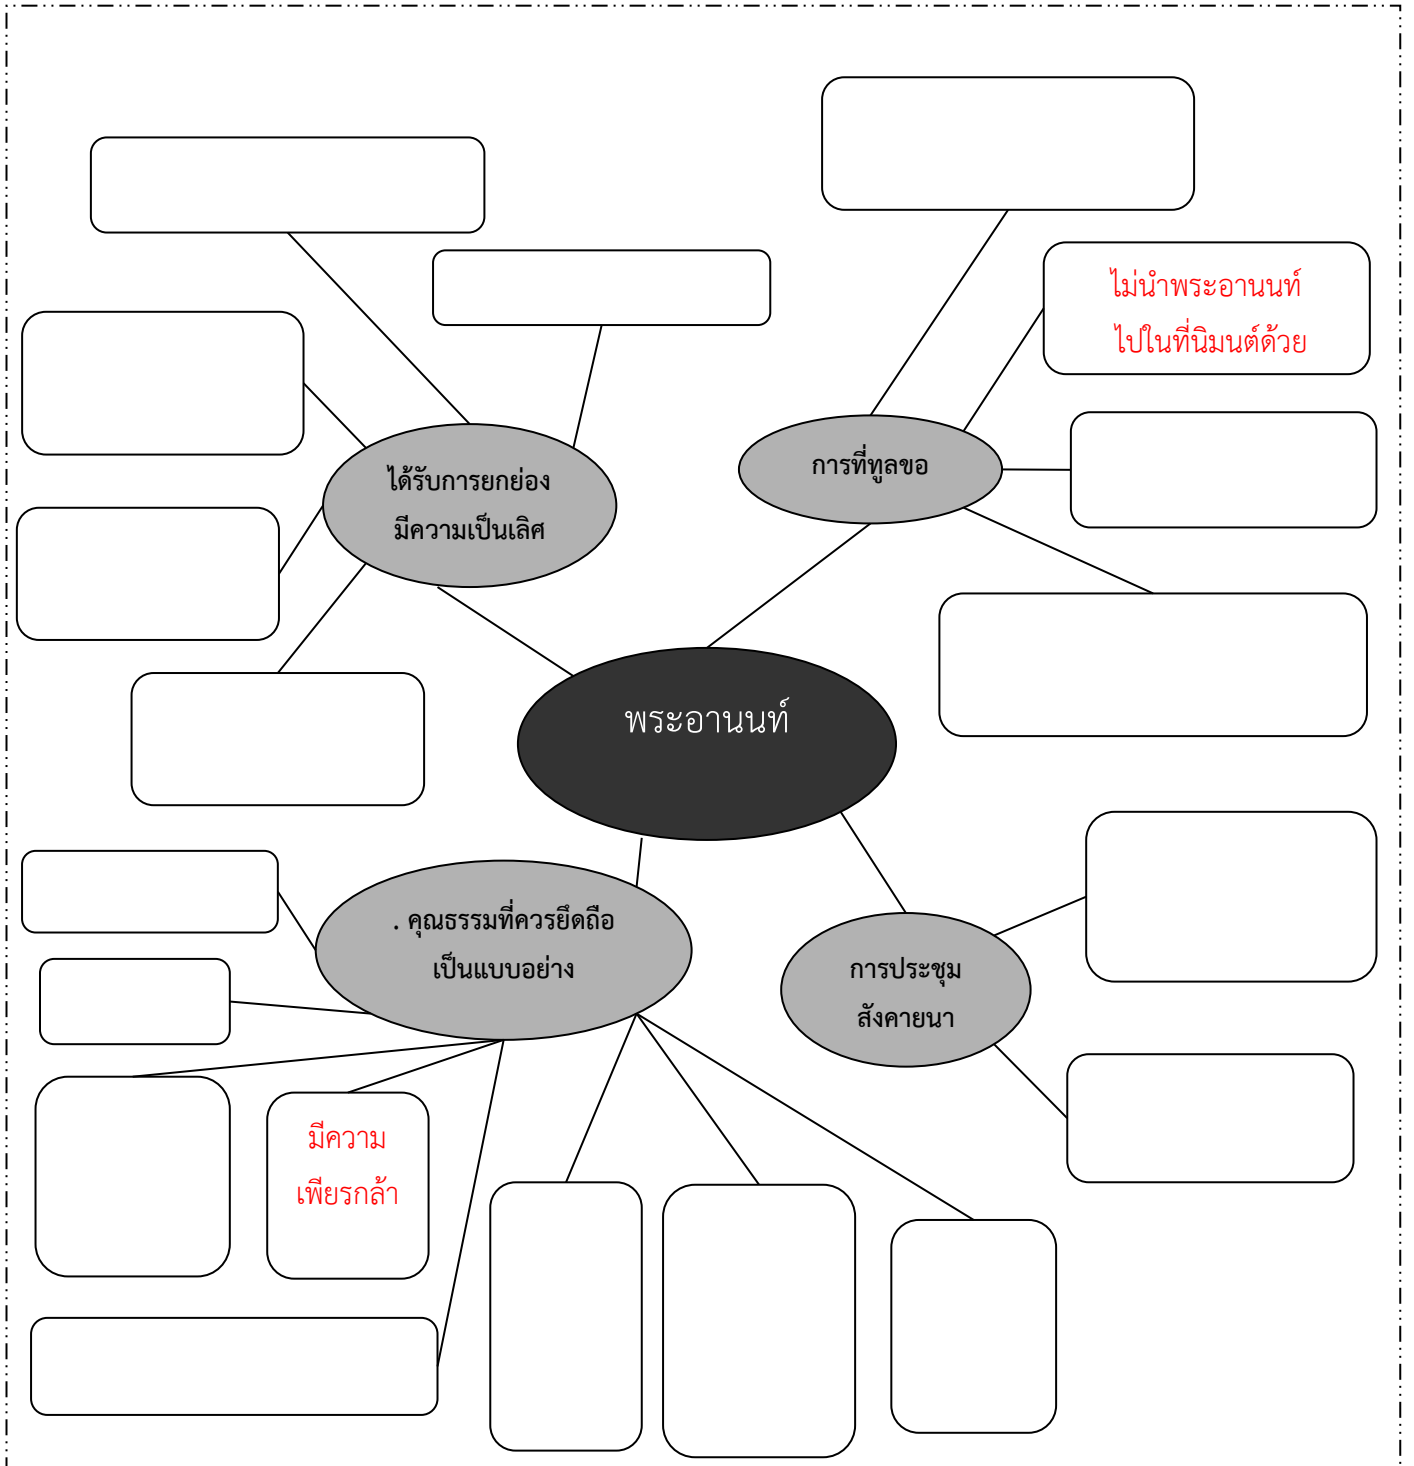 ไม่นำพระอานนท์
ไปในที่นิมนต์ด้วย
การที่ทูลขอ
ได้รับการยกย่อง
มีความเป็นเลิศ
พระอานนท์
. คุณธรรมที่ควรยึดถือ
เป็นแบบอย่าง
การประชุม
สังคายนา
มีความ
เพียรกล้า